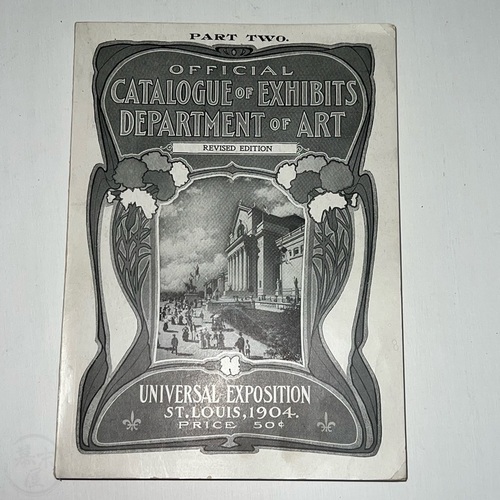 PART TWO.
OFFICIAL
CATALOGUE OF EXHIBITS
DEPARTMENT OF ART
REVISED EDITION
UNIVERSAL EXPOSITION
ST. LOUIS, 1904.
PRICE 50¢